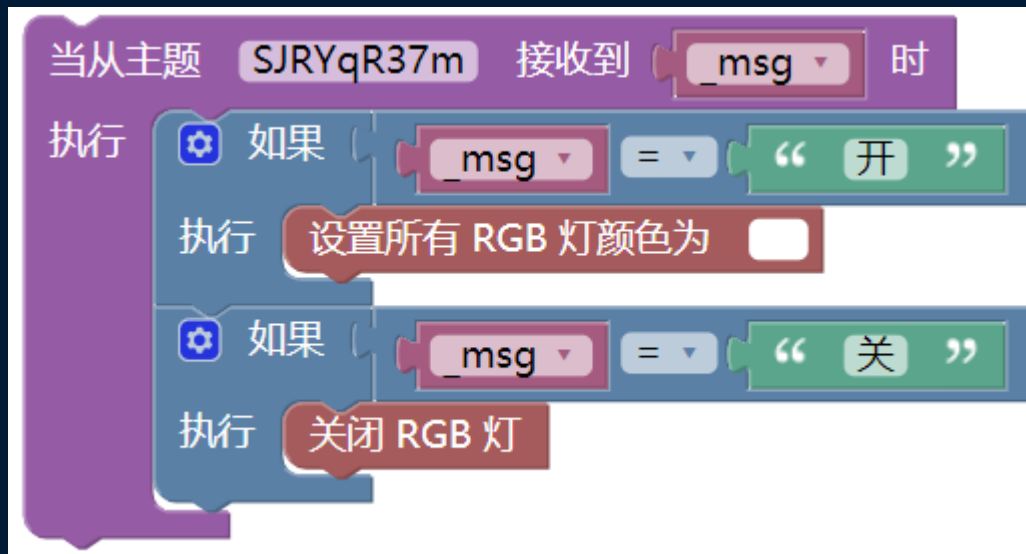 当从主题 SJRYqR37m 接收到 _msg 时
执行 如果 _msg = “ 开 ”
执行 设置所有 RGB 灯颜色为
如果 _msg = “ 关 ”
执行 关闭 RGB 灯